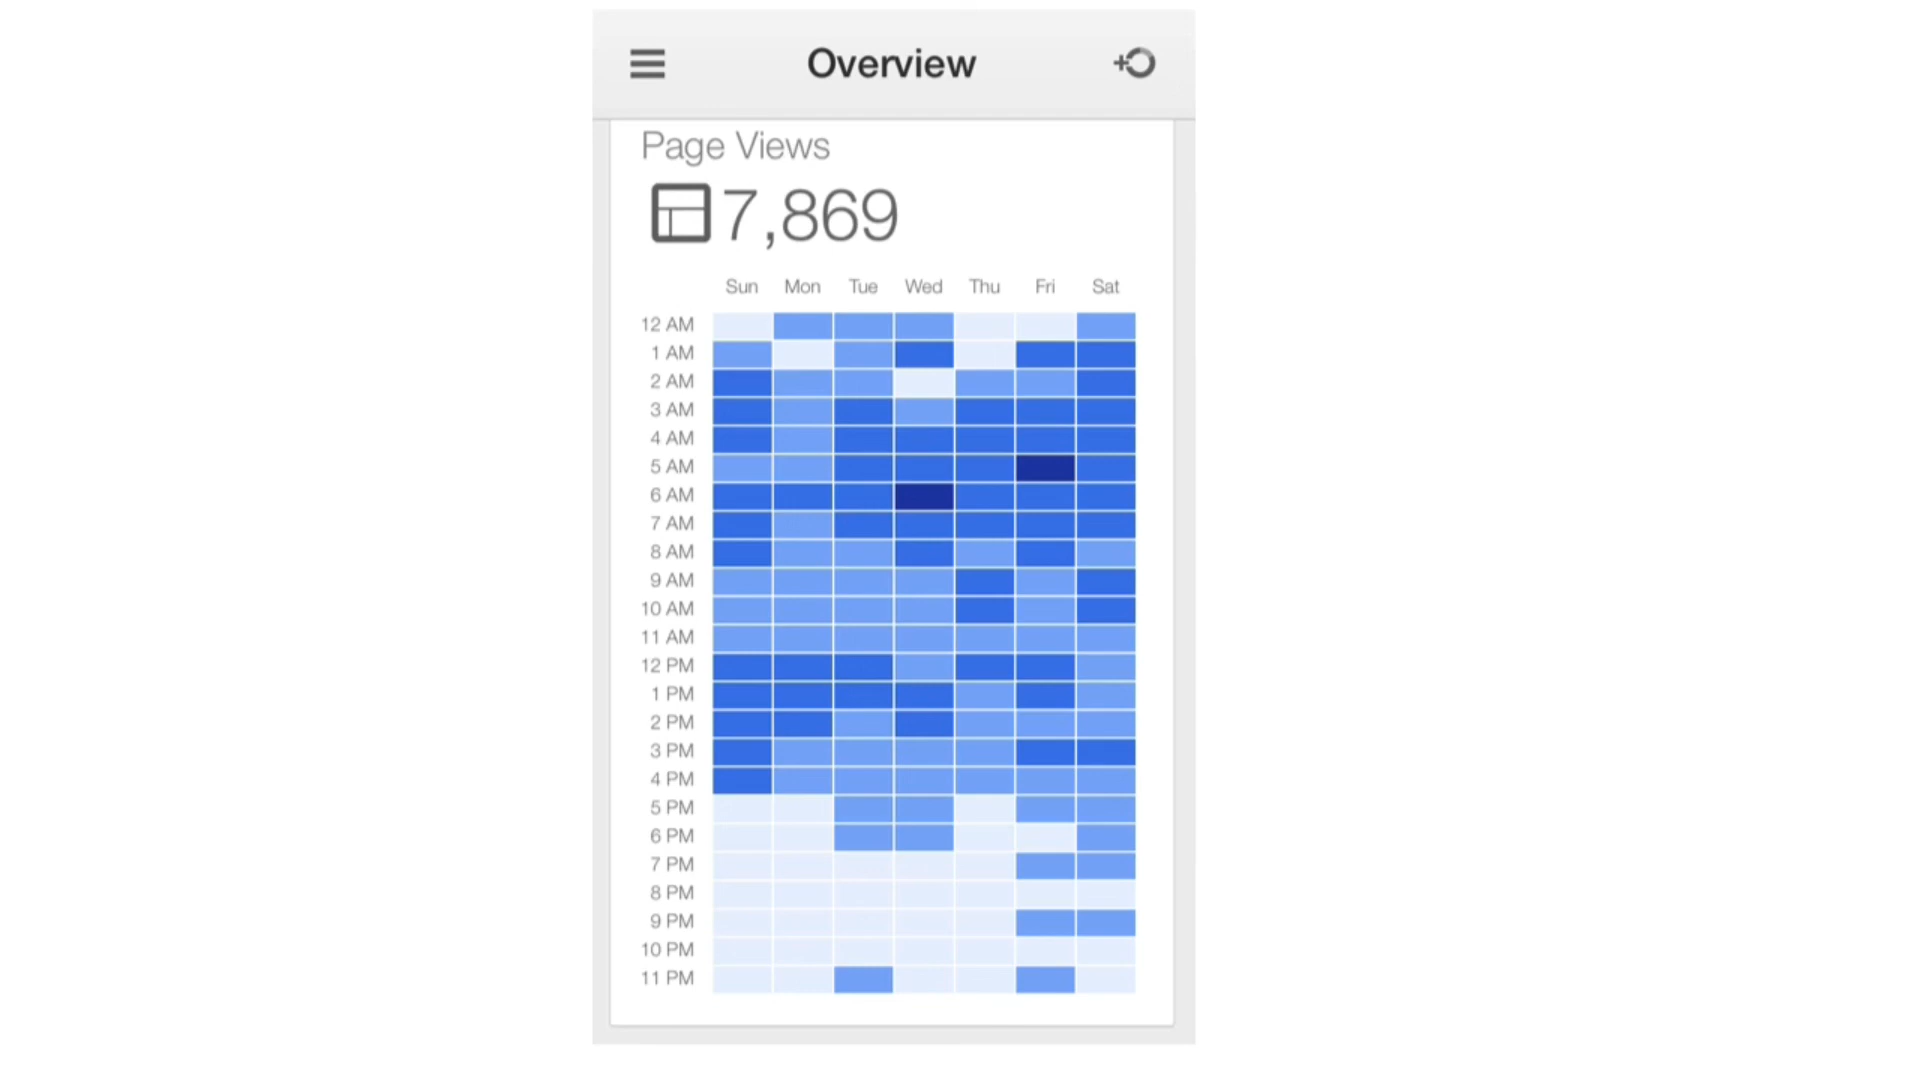 Overview
Page Views
7,869
Sun Mon Tue Wed Thu Fri Sat
12 AM
1 AM
2 AM
3 AM
4 AM
5 AM
6 AM
7 AM
8 AM
9 AM
10 AM
11 AM
12 PM
1 PM
2 PM
3 PM
4 PM
5 PM
6 PM
7 PM
8 PM
9 PM
10 PM
11 PM